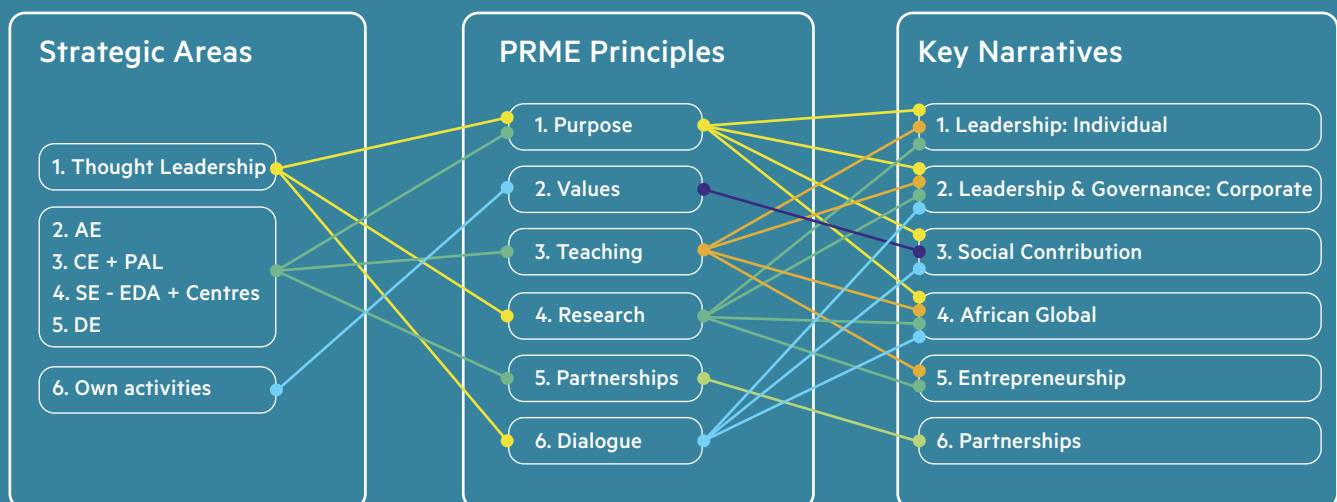 Strategic Areas
1. Thought Leadership
2. AE
3. CE + PAL
4. SE - EDA + Centres
5. DE
6. Own activities
PRME Principles
1. Purpose
2. Values
3. Teaching
4. Research
5. Partnerships
6. Dialogue
Key Narratives
1. Leadership: Individual
2. Leadership & Governance: Corporate
3. Social Contribution
4. African Global
5. Entrepreneurship
6. Partnerships